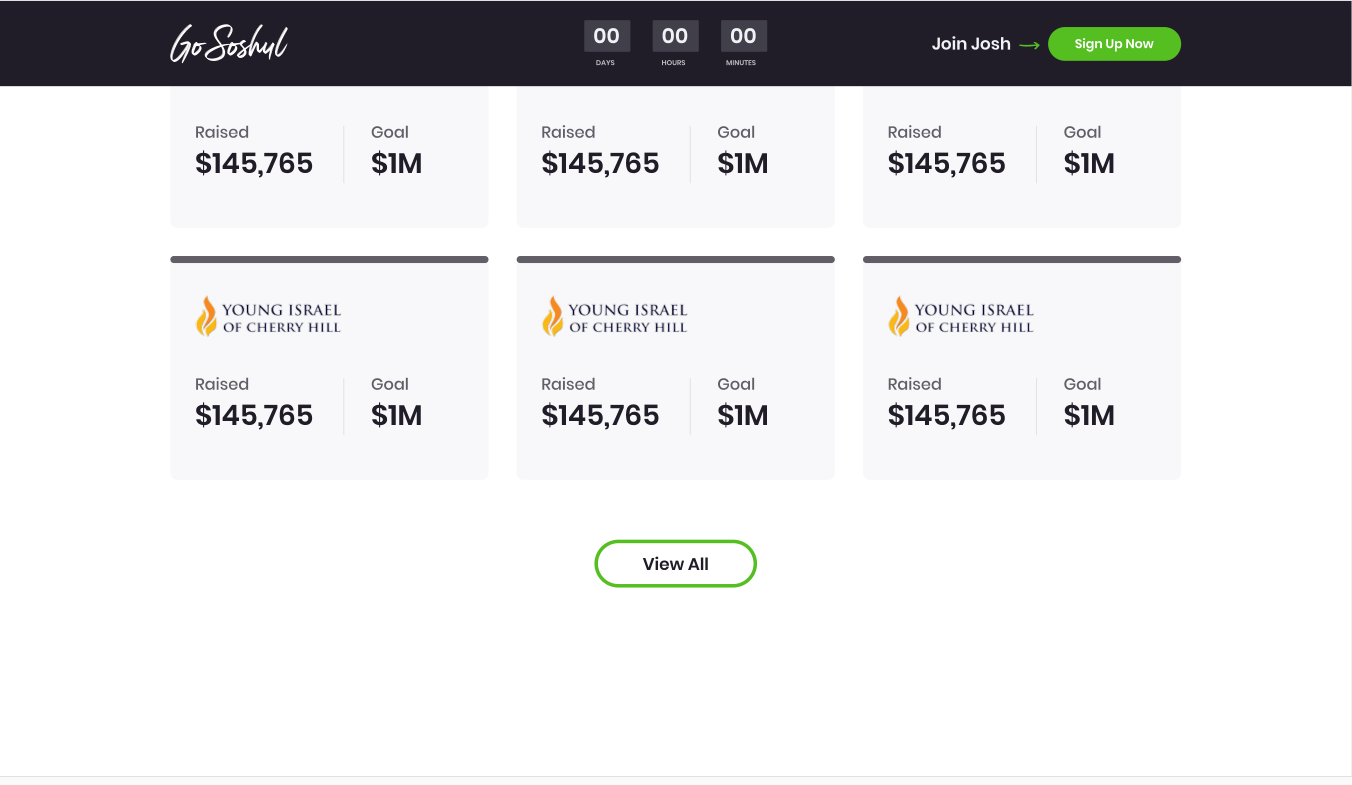 Go Soshul
00 00 00
DAYS HOURS MINUTES
Join Josh
Sign Up Now
Raised Goal
$145,765 $1M
Raised Goal
$145,765 $1M
Raised Goal
$145,765 $1M
YOUNG ISRAEL
OF CHERRY HILL
Raised Goal
$145,765 $1M
YOUNG ISRAEL
OF CHERRY HILL
Raised Goal
$145,765 $1M
YOUNG ISRAEL
OF CHERRY HILL
Raised Goal
$145,765 $1M
View All